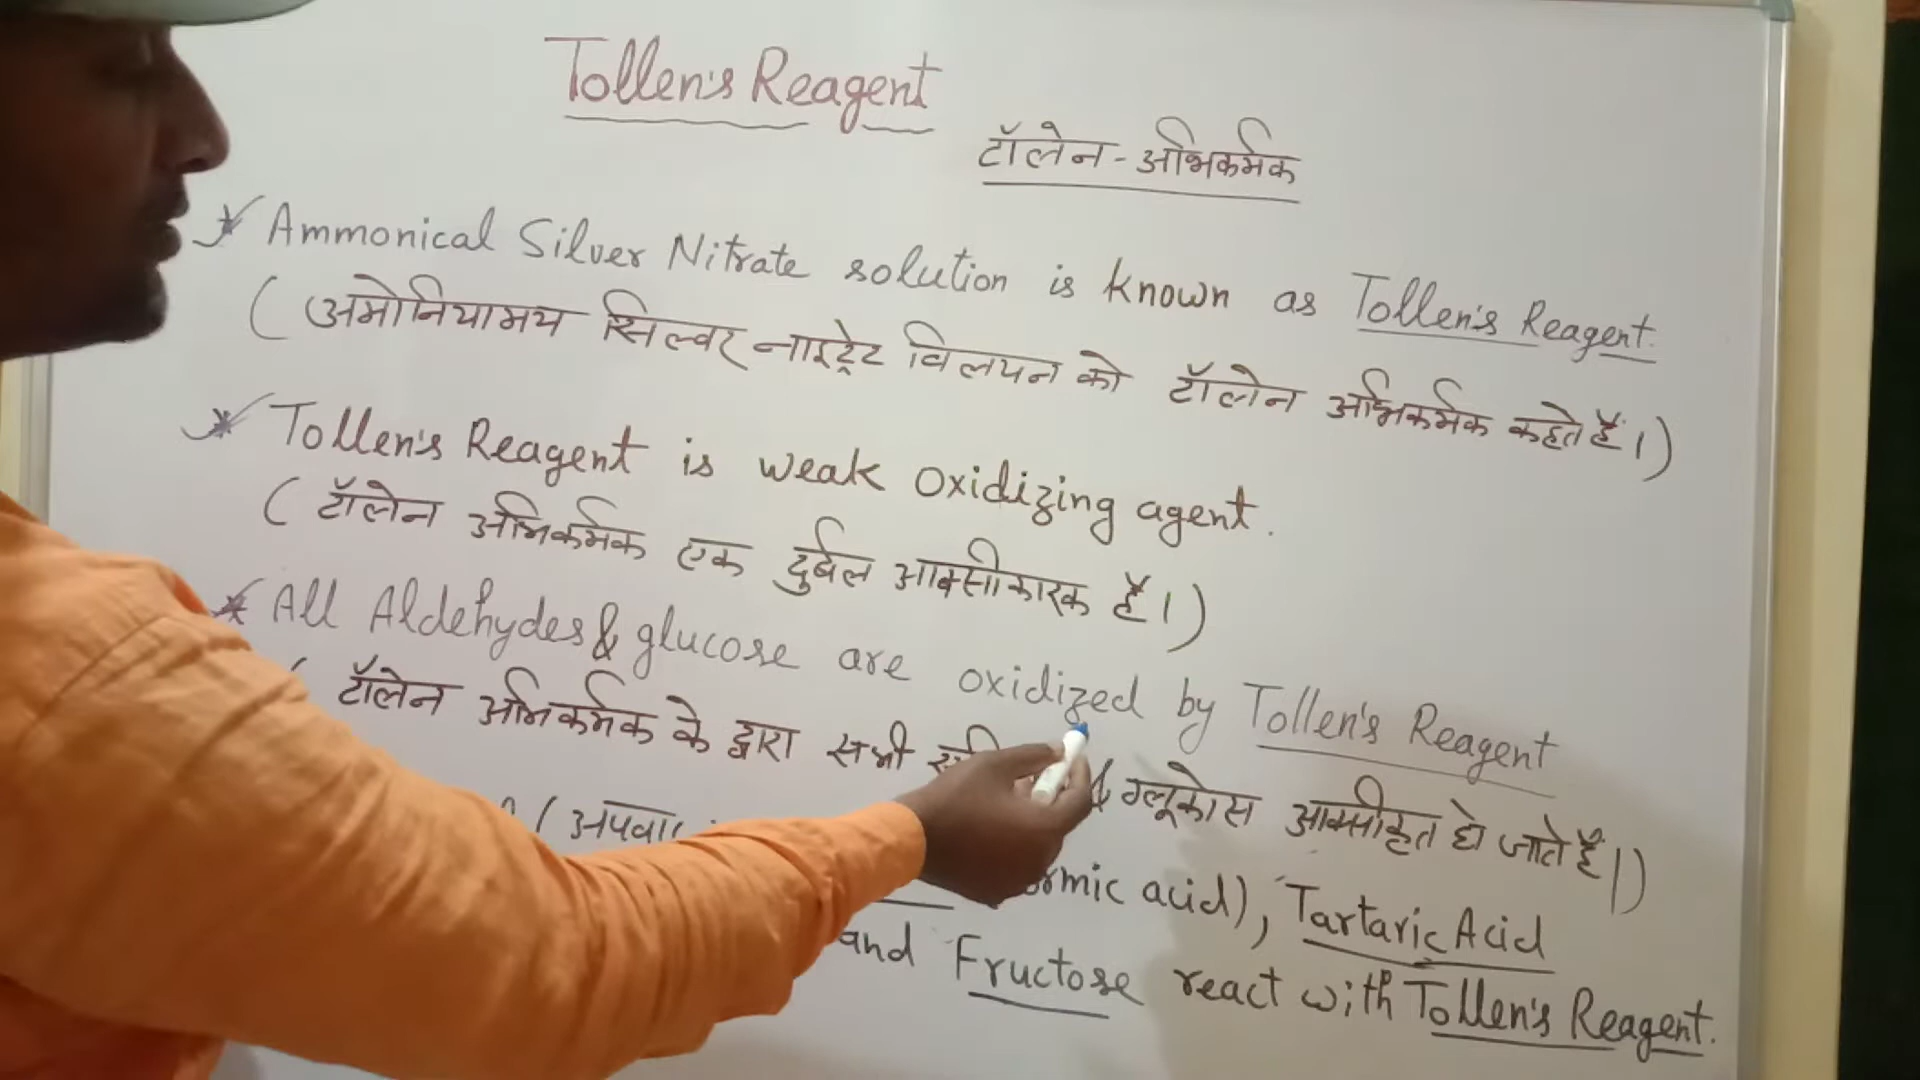 Tollen's Reagent
टॉलेन - अभिकर्मक
Ammonical Silver Nitrate solution is known as Tollen's Reagent.
( अमोनियामय सिल्वर नाइट्रेट विलयन को टॉलेन अभिकर्मक कहते हैं।)
Tollen's Reagent is weak oxidizing agent.
( टॉलेन अभिकर्मक एक दुर्बल आक्सीकारक है।)
All Aldehydes & glucose are oxidized by Tollen's Reagent
( टॉलेन अभिकर्मक के द्वारा सभी & ग्लूकोस आक्सीकृत हो जाते हैं।)
acid), Tartaric Acid
and Fructose react with Tollen's Reagent.